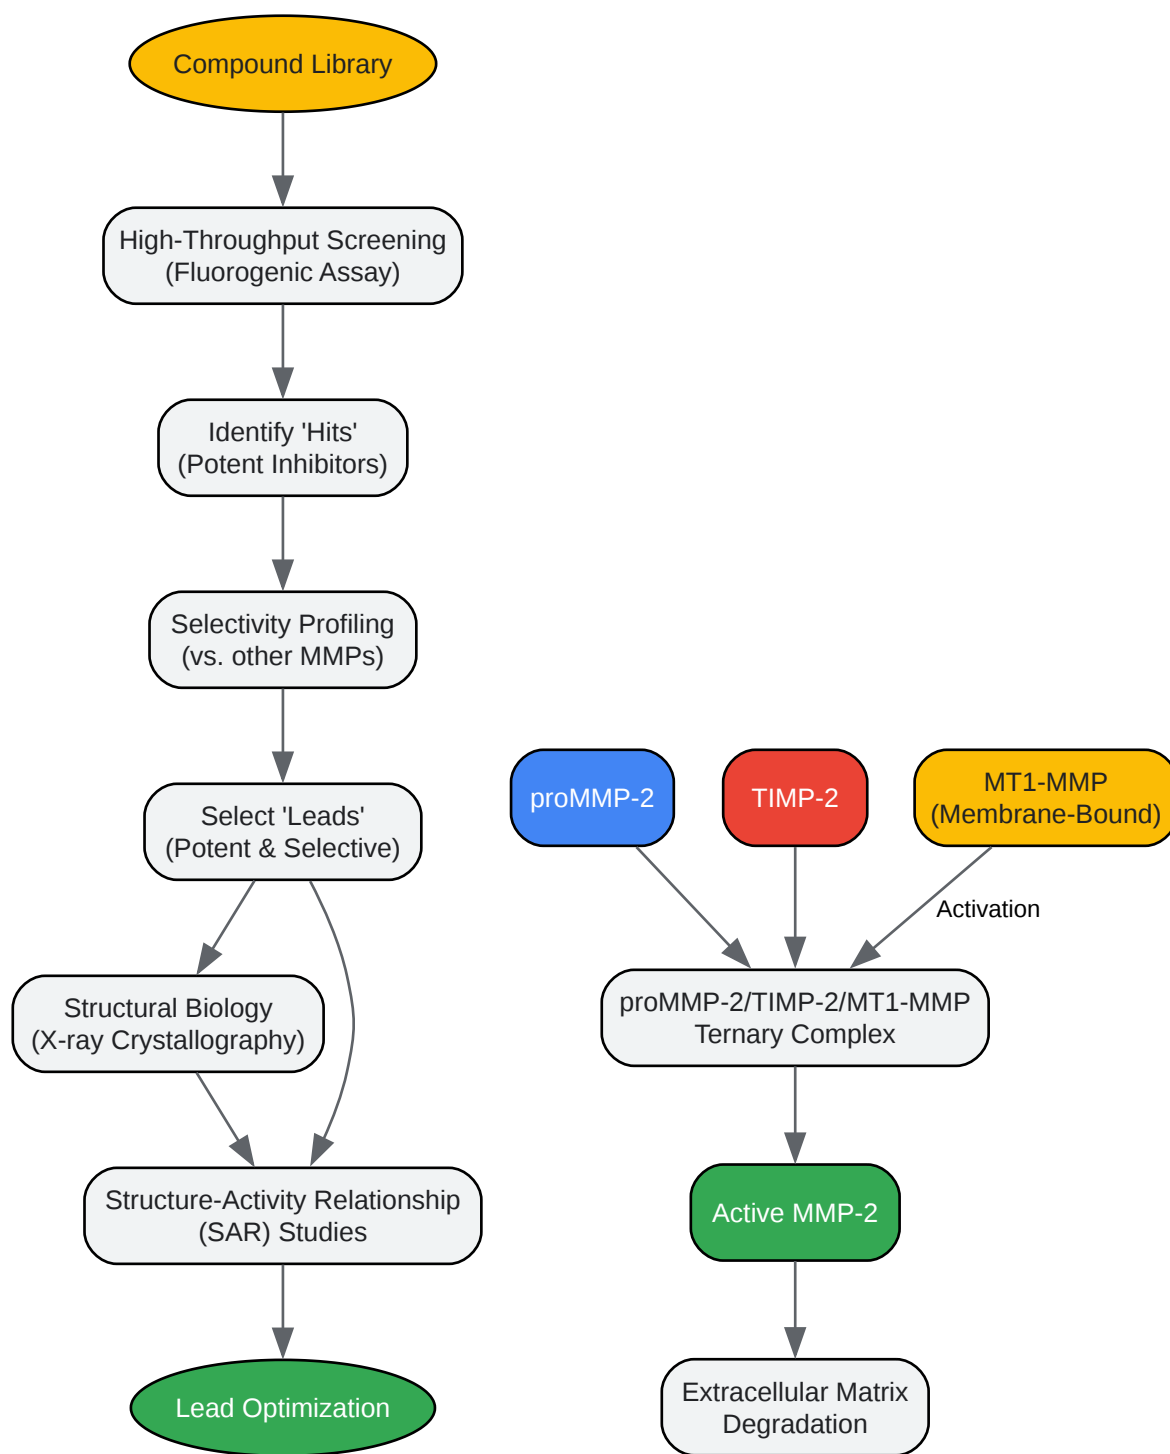 Compound Library
High-Throughput Screening
(Fluorogenic Assay)
Identify 'Hits'
(Potent Inhibitors)
Selectivity Profiling
(vs. other MMPs)
Select 'Leads'
(Potent & Selective)
Structural Biology
(X-ray Crystallography)
Structure-Activity Relationship
(SAR) Studies
Lead Optimization
proMMP-2
TIMP-2
MT1-MMP
(Membrane-Bound)
Activation
proMMP-2/TIMP-2/MT1-MMP
Ternary Complex
Active MMP-2
Extracellular Matrix
Degradation